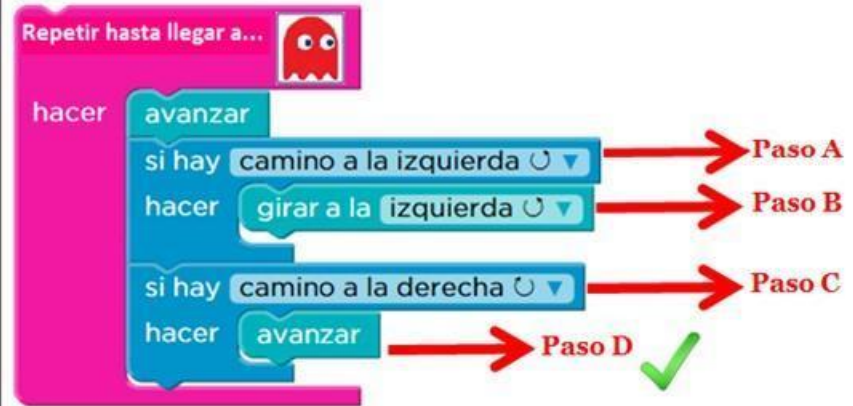 Repetir hasta llegar a...
hacer avanzar
si hay camino a la izquierda Paso A
hacer girar a la izquierda Paso B
si hay camino a la derecha Paso C
hacer avanzar Paso D